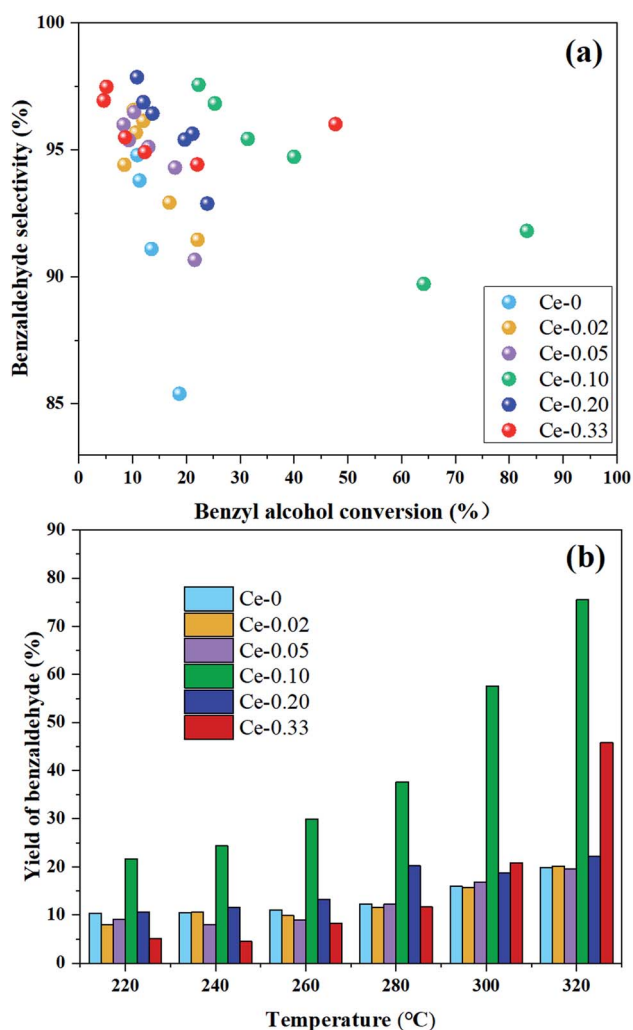 100
(a)
95
90
85
Benzaldehyde selectivity (%)
Ce-0
Ce-0.02
Ce-0.05
Ce-0.10
Ce-0.20
Ce-0.33
0 10 20 30 40 50 60 70 80 90 100
Benzyl alcohol conversion (%）
90
(b)
80
70
60
50
40
30
20
10
0
Yield of benzaldehyde (%)
Ce-0
Ce-0.02
Ce-0.05
Ce-0.10
Ce-0.20
Ce-0.33
220 240 260 280 300 320
Temperature (℃)